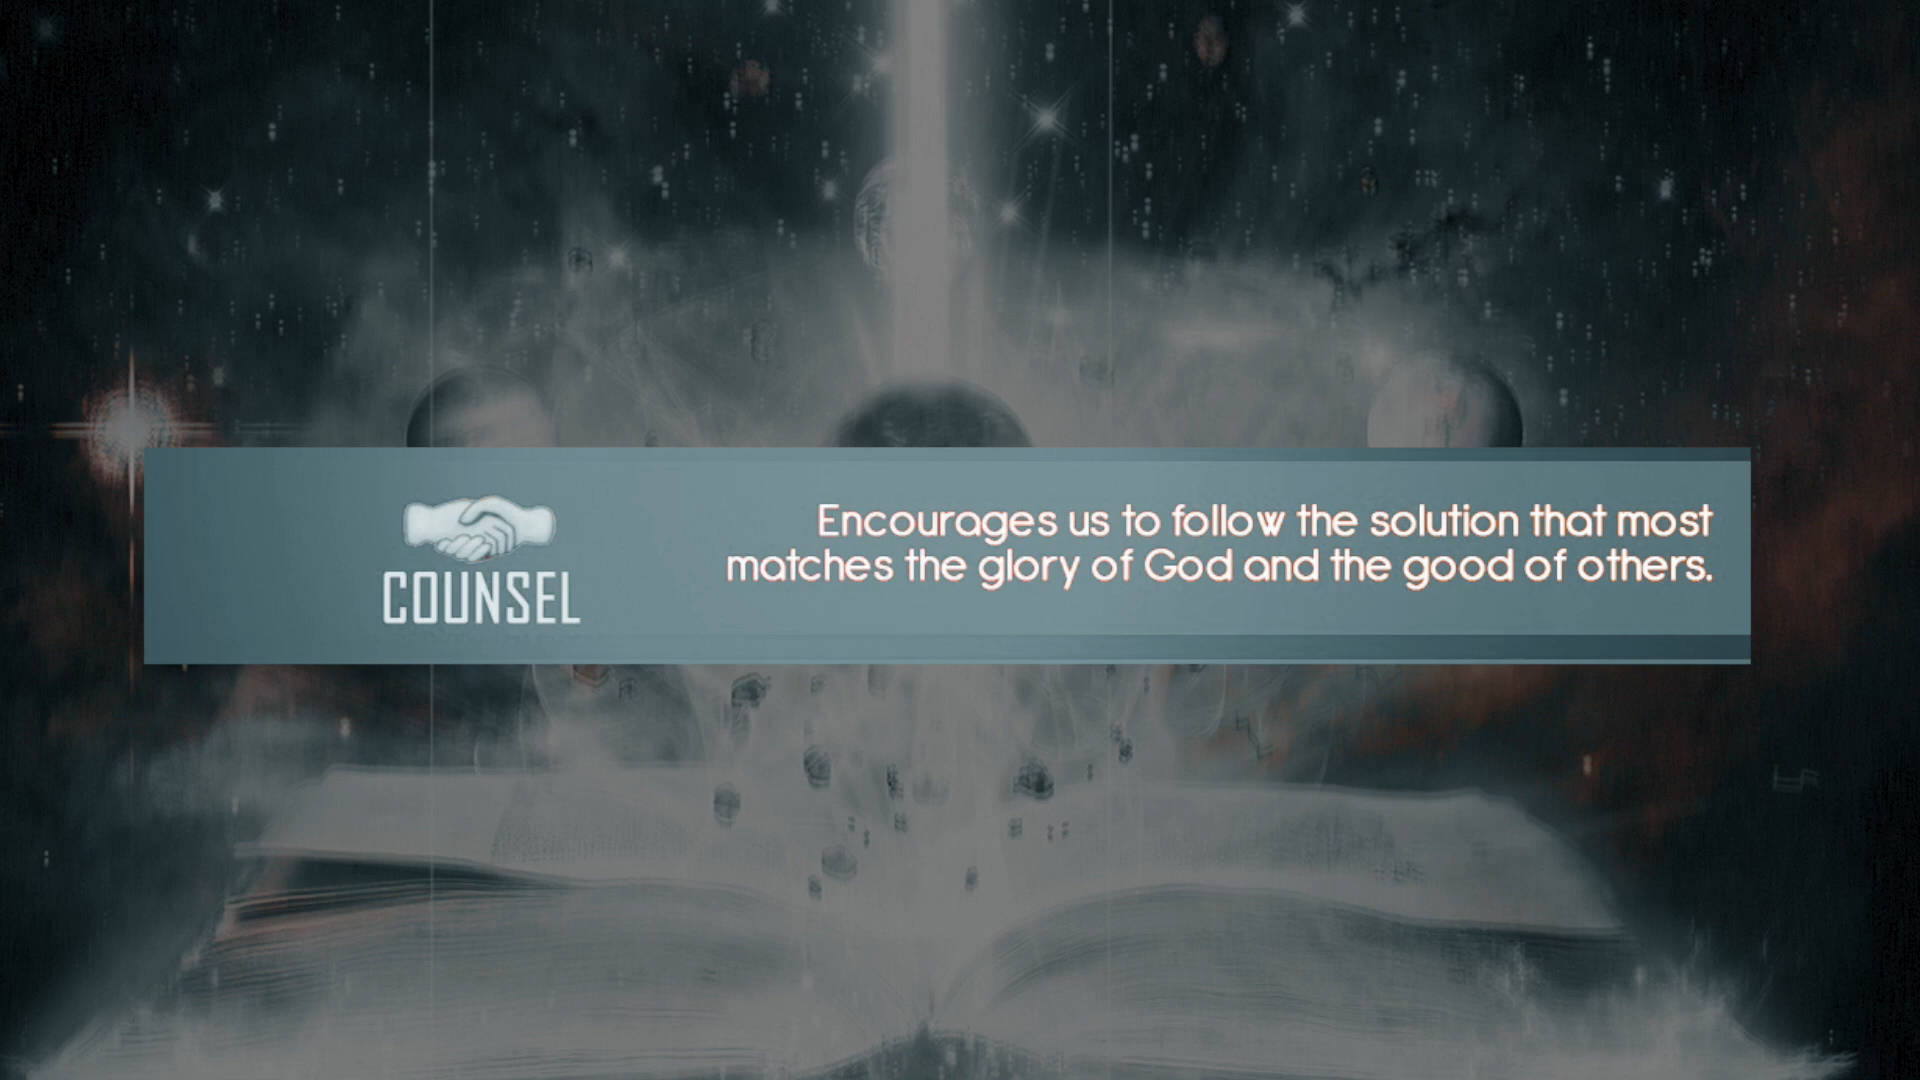 COUNSEL
Encourages us to follow the solution that most
matches the glory of God and the good of others.